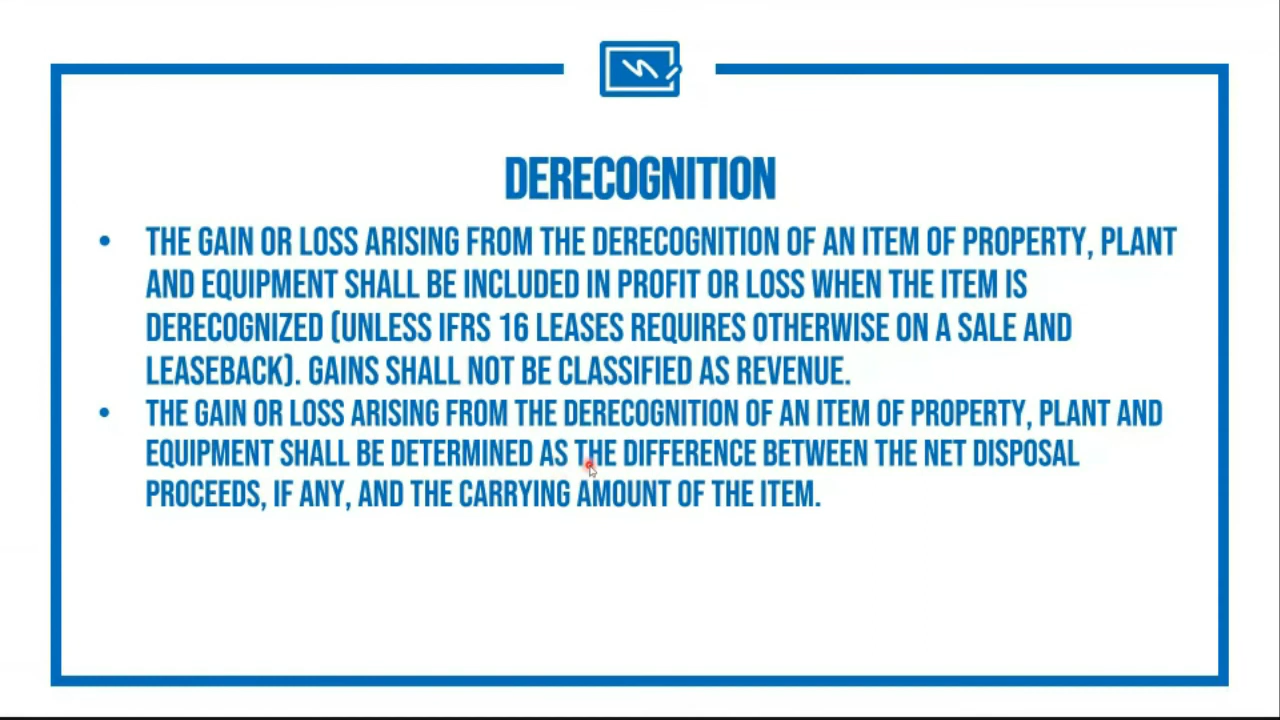 DERECOGNITION
• THE GAIN OR LOSS ARISING FROM THE DERECOGNITION OF AN ITEM OF PROPERTY, PLANT
AND EQUIPMENT SHALL BE INCLUDED IN PROFIT OR LOSS WHEN THE ITEM IS
DERECOGNIZED (UNLESS IFRS 16 LEASES REQUIRES OTHERWISE ON A SALE AND
LEASEBACK). GAINS SHALL NOT BE CLASSIFIED AS REVENUE.
• THE GAIN OR LOSS ARISING FROM THE DERECOGNITION OF AN ITEM OF PROPERTY, PLANT AND
EQUIPMENT SHALL BE DETERMINED AS THE DIFFERENCE BETWEEN THE NET DISPOSAL
PROCEEDS, IF ANY, AND THE CARRYING AMOUNT OF THE ITEM.